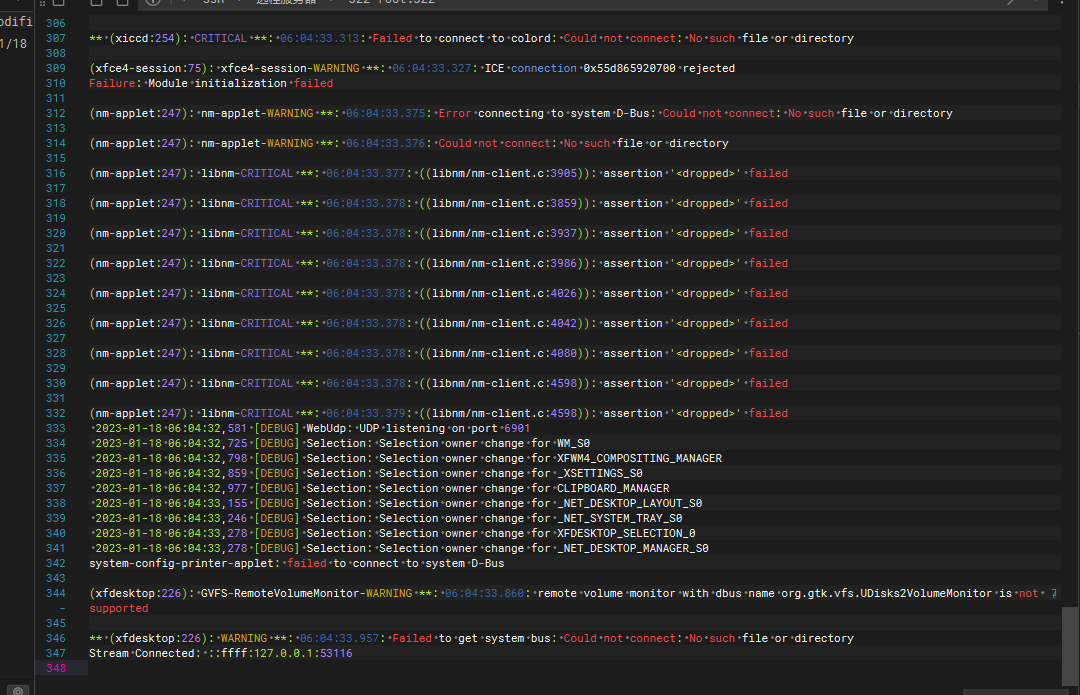 odifi
1/18
306
307 ** (xiccd:254): CRITICAL **: 06:04:33.313: Failed to connect to colord: Could not connect: No such file or directory
308
309 (xfce4-session:75): xfce4-session-WARNING **: 06:04:33.327: ICE connection 0x55d865920700 rejected
310 Failure: Module initialization failed
311
312 (nm-applet:247): nm-applet-WARNING **: 06:04:33.375: Error connecting to system D-Bus: Could not connect: No such file or directory
313
314 (nm-applet:247): nm-applet-WARNING **: 06:04:33.376: Could not connect: No such file or directory
315
316 (nm-applet:247): libnm-CRITICAL **: 06:04:33.377: ((libnm/nm-client.c:3905)): assertion '<dropped>' failed
317
318 (nm-applet:247): libnm-CRITICAL **: 06:04:33.378: ((libnm/nm-client.c:3859)): assertion '<dropped>' failed
319
320 (nm-applet:247): libnm-CRITICAL **: 06:04:33.378: ((libnm/nm-client.c:3937)): assertion '<dropped>' failed
321
322 (nm-applet:247): libnm-CRITICAL **: 06:04:33.378: ((libnm/nm-client.c:3986)): assertion '<dropped>' failed
323
324 (nm-applet:247): libnm-CRITICAL **: 06:04:33.378: ((libnm/nm-client.c:4026)): assertion '<dropped>' failed
325
326 (nm-applet:247): libnm-CRITICAL **: 06:04:33.378: ((libnm/nm-client.c:4042)): assertion '<dropped>' failed
327
328 (nm-applet:247): libnm-CRITICAL **: 06:04:33.378: ((libnm/nm-client.c:4080)): assertion '<dropped>' failed
329
330 (nm-applet:247): libnm-CRITICAL **: 06:04:33.378: ((libnm/nm-client.c:4598)): assertion '<dropped>' failed
331
332 (nm-applet:247): libnm-CRITICAL **: 06:04:33.379: ((libnm/nm-client.c:4598)): assertion '<dropped>' failed
333 2023-01-18 06:04:32,581 [DEBUG] WebUdp: UDP listening on port 6901
334 2023-01-18 06:04:32,725 [DEBUG] Selection: Selection owner change for WM_S0
335 2023-01-18 06:04:32,798 [DEBUG] Selection: Selection owner change for XFWM4_COMPOSITING_MANAGER
336 2023-01-18 06:04:32,859 [DEBUG] Selection: Selection owner change for _XSETTINGS_S0
337 2023-01-18 06:04:32,977 [DEBUG] Selection: Selection owner change for CLIPBOARD_MANAGER
338 2023-01-18 06:04:33,155 [DEBUG] Selection: Selection owner change for _NET_DESKTOP_LAYOUT_S0
339 2023-01-18 06:04:33,246 [DEBUG] Selection: Selection owner change for _NET_SYSTEM_TRAY_S0
340 2023-01-18 06:04:33,278 [DEBUG] Selection: Selection owner change for XFDESKTOP_SELECTION_0
341 2023-01-18 06:04:33,278 [DEBUG] Selection: Selection owner change for _NET_DESKTOP_MANAGER_S0
342 system-config-printer-applet: failed to connect to system D-Bus
343
344 (xfdesktop:226): GVFS-RemoteVolumeMonitor-WARNING **: 06:04:33.860: remote volume monitor with dbus name org.gtk.vfs.UDisks2VolumeMonitor is not
- supported
345
346 ** (xfdesktop:226): WARNING **: 06:04:33.957: Failed to get system bus: Could not connect: No such file or directory
347 Stream Connected: ::ffff:127.0.0.1:53116
348